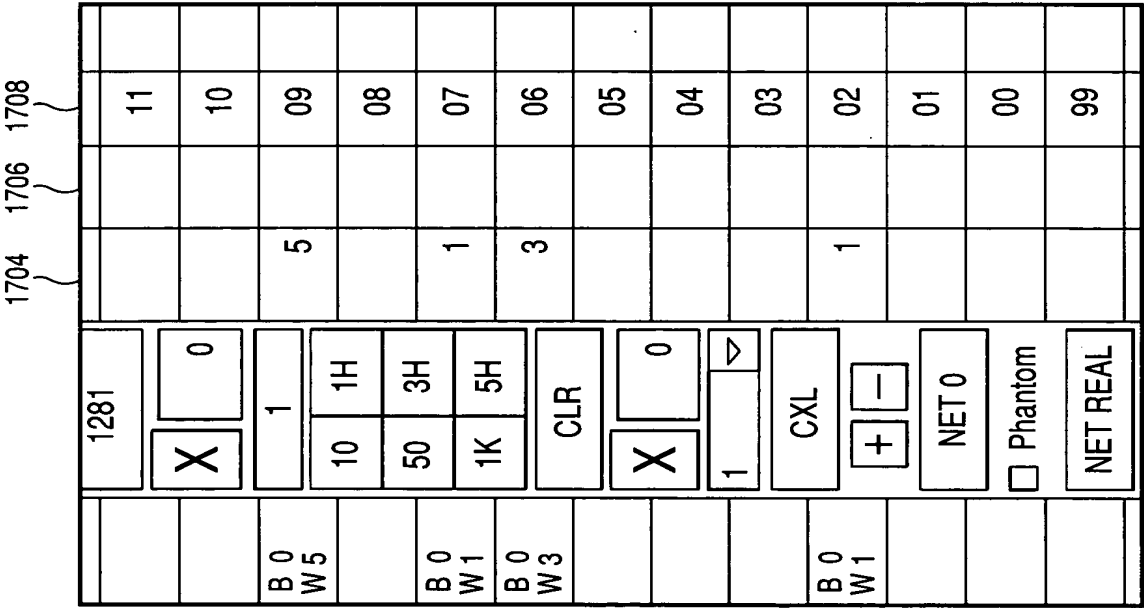 1704 1706 1708
1281
11
X 0
10
B 0
W 5
1
5
09
10 1H
08
50 3H
B 0
W 1
1
07
1K 5H
B 0
W 3
3
06
CLR
05
X 0
04
1
03
CXL
B 0
W 1
1
02
+ −
NET 0
01
Phantom
00
NET REAL
99